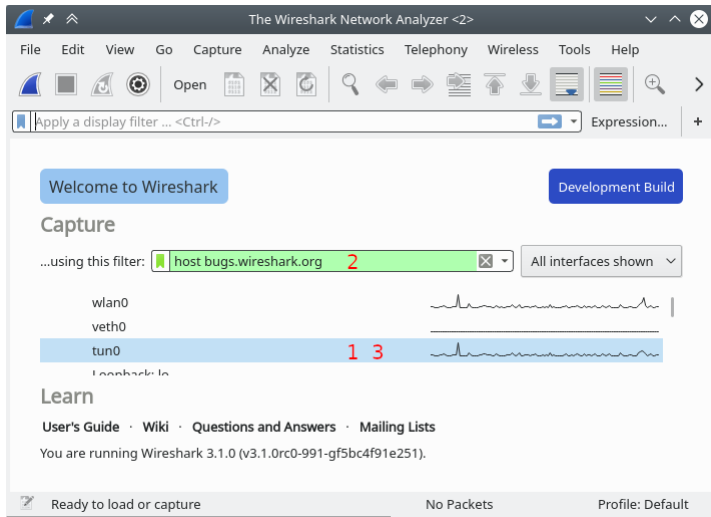 The Wireshark Network Analyzer <2>
File Edit View Go Capture Analyze Statistics Telephony Wireless Tools Help
Open
Apply a display filter ... <Ctrl-/> Expression... +
Welcome to Wireshark Development Build
Capture
...using this filter: host bugs.wireshark.org 2 All interfaces shown
wlan0
veth0
tun0 1 3
Loopback: lo
Learn
User's Guide · Wiki · Questions and Answers · Mailing Lists
You are running Wireshark 3.1.0 (v3.1.0rc0-991-gf5bc4f91e251).
Ready to load or capture No Packets Profile: Default